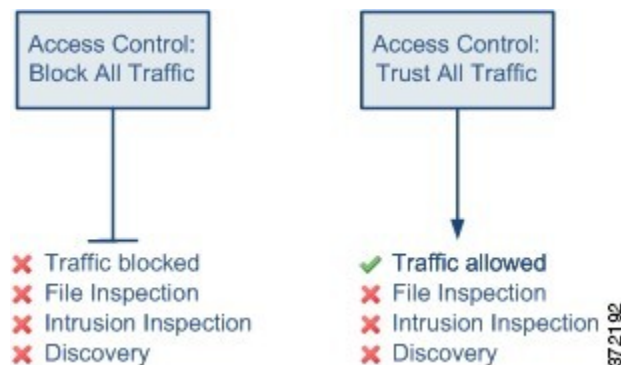 Access Control:
Block All Traffic
Traffic blocked
File Inspection
Intrusion Inspection
Discovery
Access Control:
Trust All Traffic
Traffic allowed
File Inspection
Intrusion Inspection
Discovery
372192